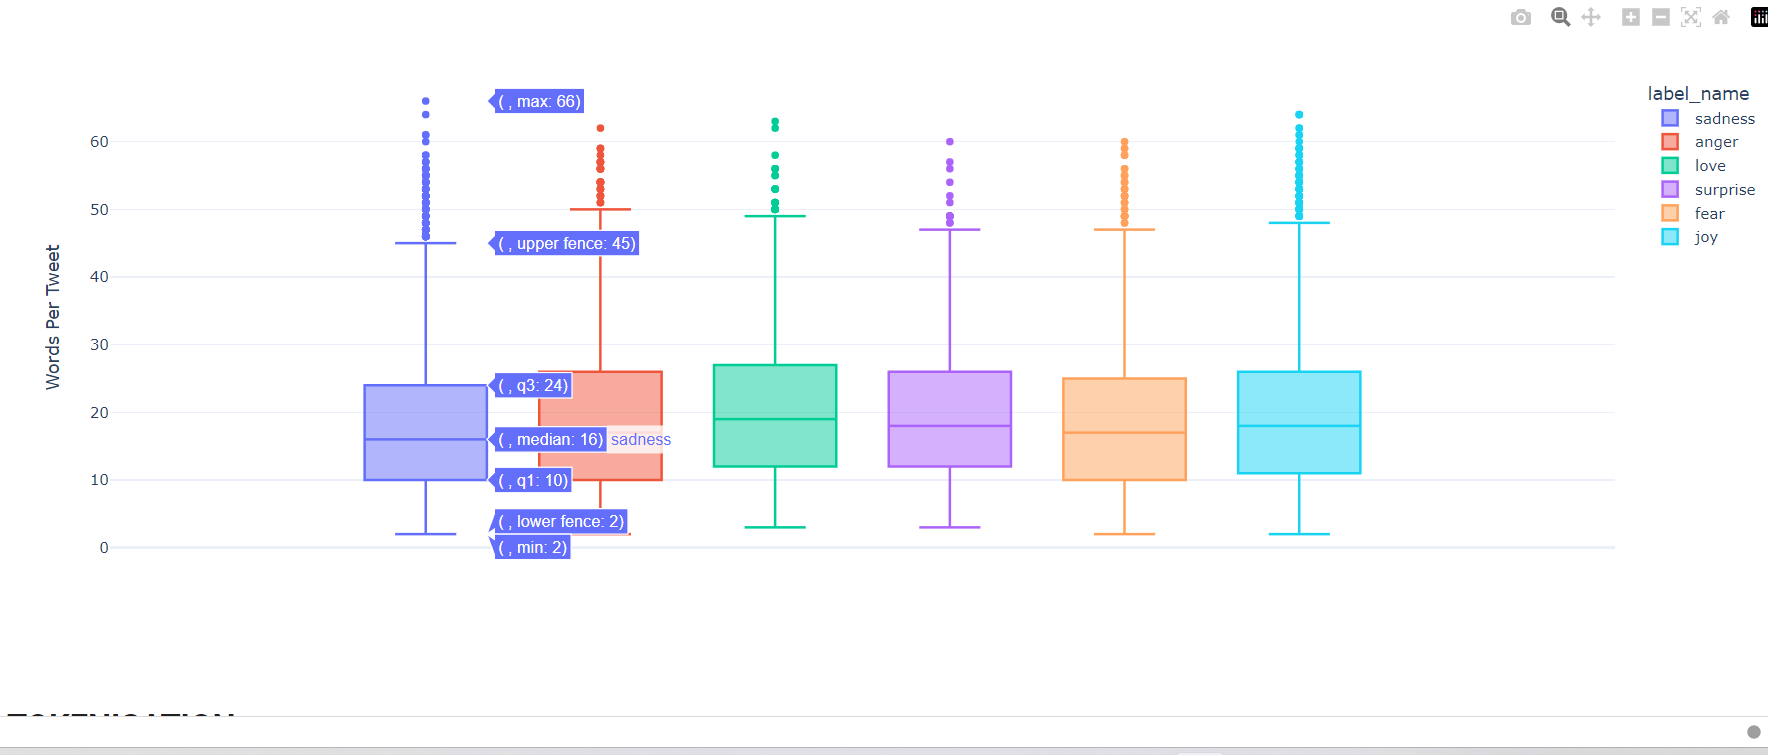 ( , max: 66)
label_name
sadness
anger
love
surprise
fear
joy
60
50
40
30
20
10
0
Words Per Tweet
( , upper fence: 45)
( , q3: 24)
( , median: 16) sadness
( , q1: 10)
( , lower fence: 2)
( , min: 2)
TOKENISATION